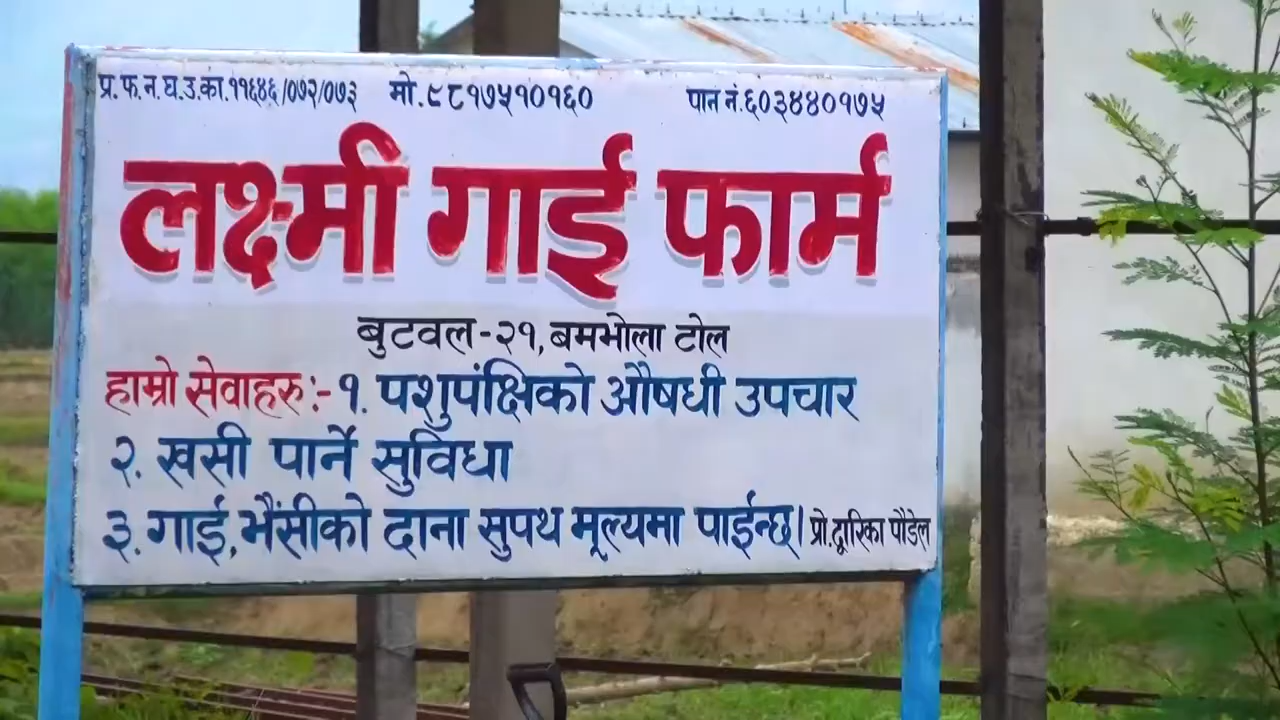 प्र.फ.न.घ.उ.का.११६४६/०७२/०७३ मो.९८१७५१०१६० पान नं.६०३४४०१७५
लक्ष्मी गाई फार्म
बुटवल-२१, बमभोला टोल
हाम्रो सेवाहरु:- १. पशुपंक्षिको औषधी उपचार
२. खसी पार्ने सुविधा
३. गाई, भैंसीको दाना सुपथ मूल्यमा पाईन्छ। प्रो.द्वारिका पौडेल